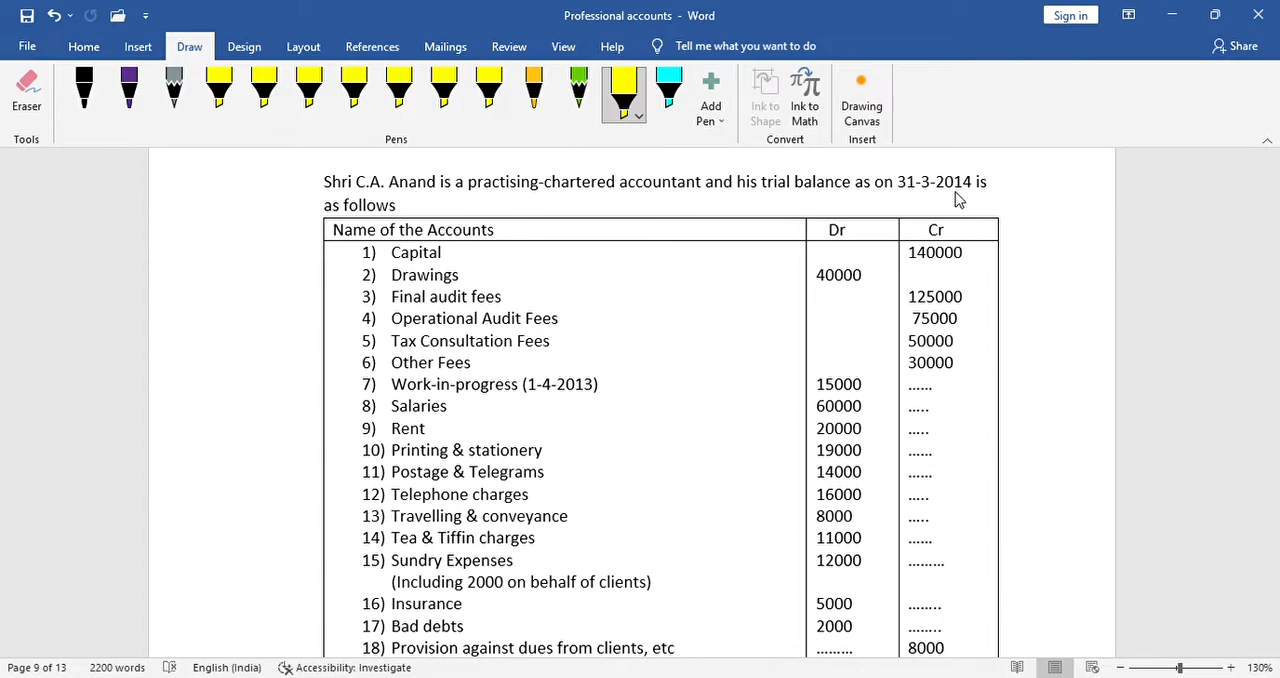 Professional accounts - Word
Sign in
File Home Insert Draw Design Layout References Mailings Review View Help Tell me what you want to do Share
Eraser
Add Pen
Ink to Shape
Ink to Math
Drawing Canvas
Tools Pens Convert Insert
Shri C.A. Anand is a practising-chartered accountant and his trial balance as on 31-3-2014 is
as follows
Name of the Accounts Dr Cr
1) Capital 140000
2) Drawings 40000
3) Final audit fees 125000
4) Operational Audit Fees 75000
5) Tax Consultation Fees 50000
6) Other Fees 30000
7) Work-in-progress (1-4-2013) 15000 ......
8) Salaries 60000 .....
9) Rent 20000 .....
10) Printing & stationery 19000 ......
11) Postage & Telegrams 14000 ......
12) Telephone charges 16000 .....
13) Travelling & conveyance 8000 .....
14) Tea & Tiffin charges 11000 ......
15) Sundry Expenses 12000 .........
(Including 2000 on behalf of clients)
16) Insurance 5000 ........
17) Bad debts 2000 ........
18) Provision against dues from clients, etc ......... 8000
Page 9 of 13 2200 words English (India) Accessibility: Investigate 130%